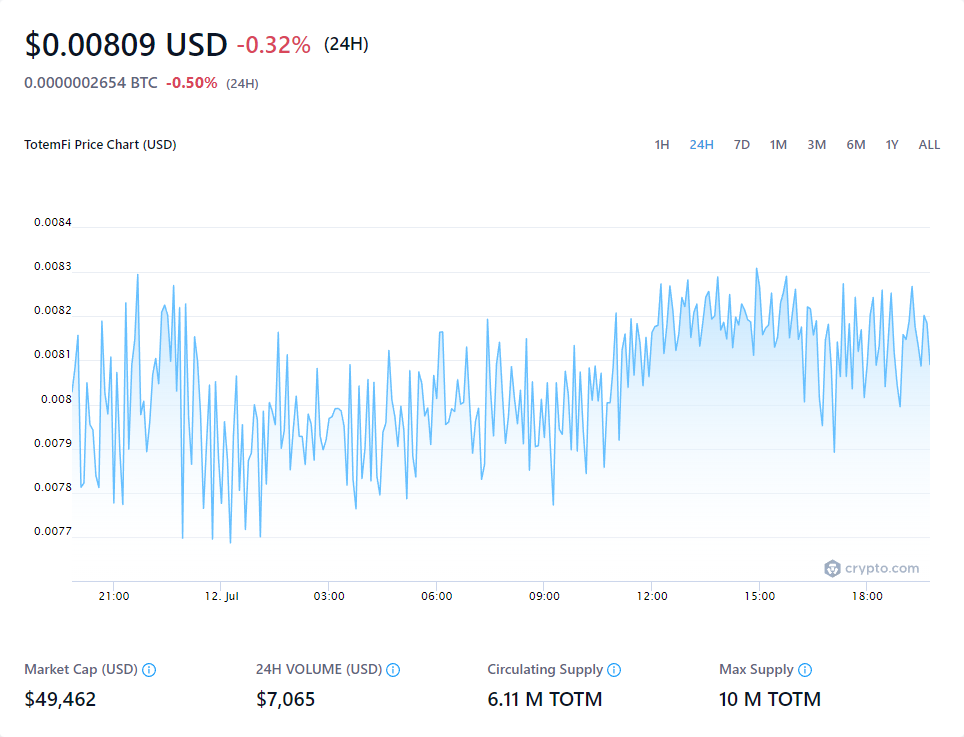 $0.00809 USD -0.32% (24H)
0.0000002654 BTC -0.50% (24H)
TotemFi Price Chart (USD) 1H 24H 7D 1M 3M 6M 1Y ALL
0.0084
0.0083
0.0082
0.0081
0.008
0.0079
0.0078
0.0077
crypto.com
21:00 12. Jul 03:00 06:00 09:00 12:00 15:00 18:00
Market Cap (USD) 24H VOLUME (USD) Circulating Supply Max Supply
$49,462 $7,065 6.11 M TOTM 10 M TOTM